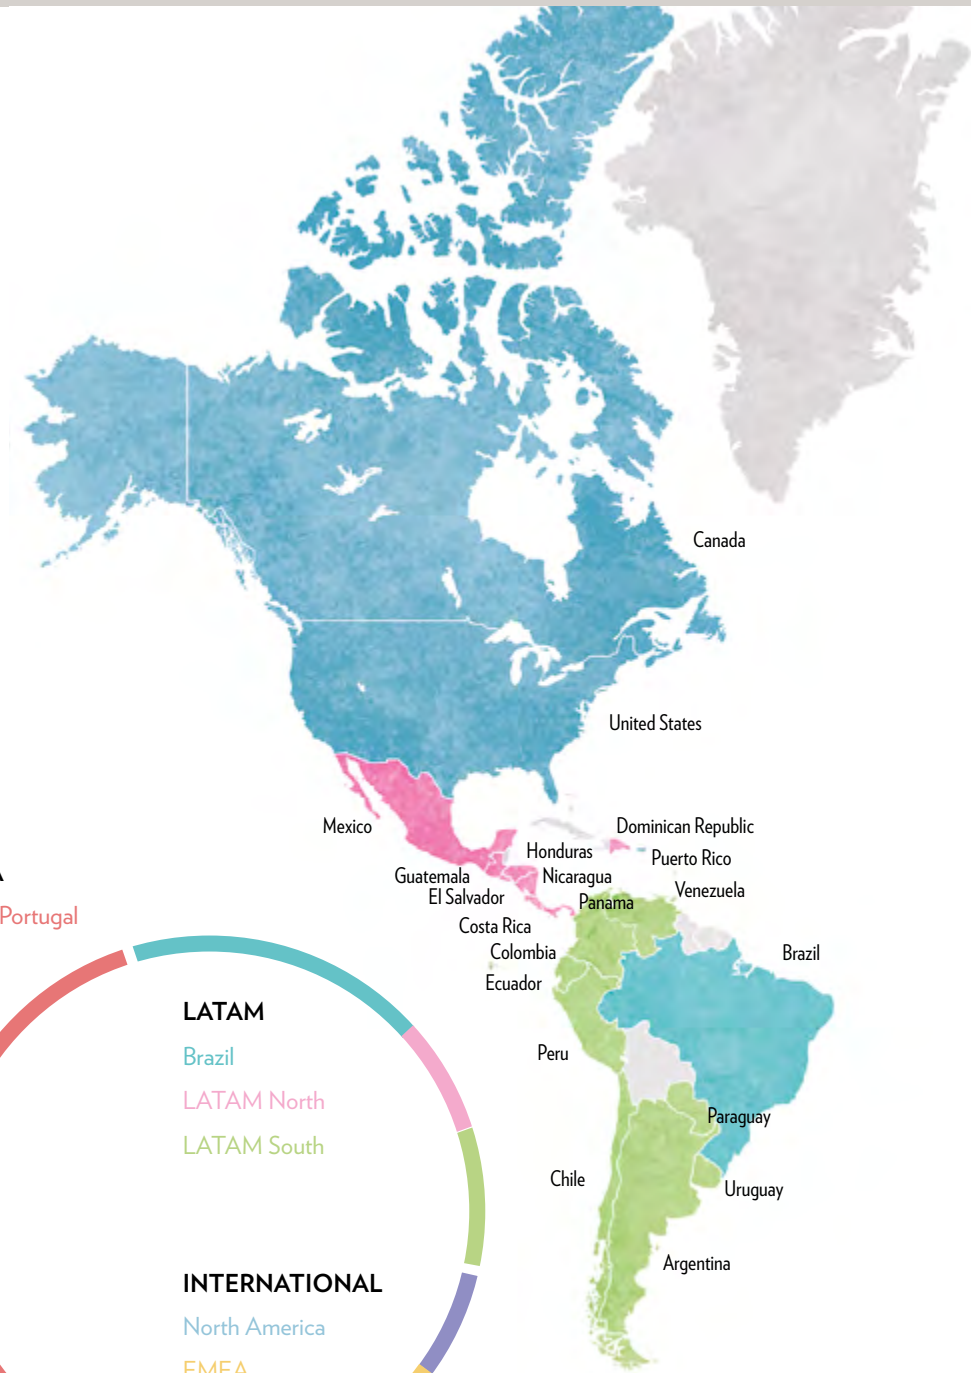 Canada
United States
Mexico
Dominican Republic
Honduras
Puerto Rico
Guatemala
Nicaragua
El Salvador
Venezuela
Panama
Costa Rica
Colombia
Brazil
Ecuador
Peru
Paraguay
Chile
Uruguay
Argentina
Portugal
LATAM
Brazil
LATAM North
LATAM South
INTERNATIONAL
North America
EMEA